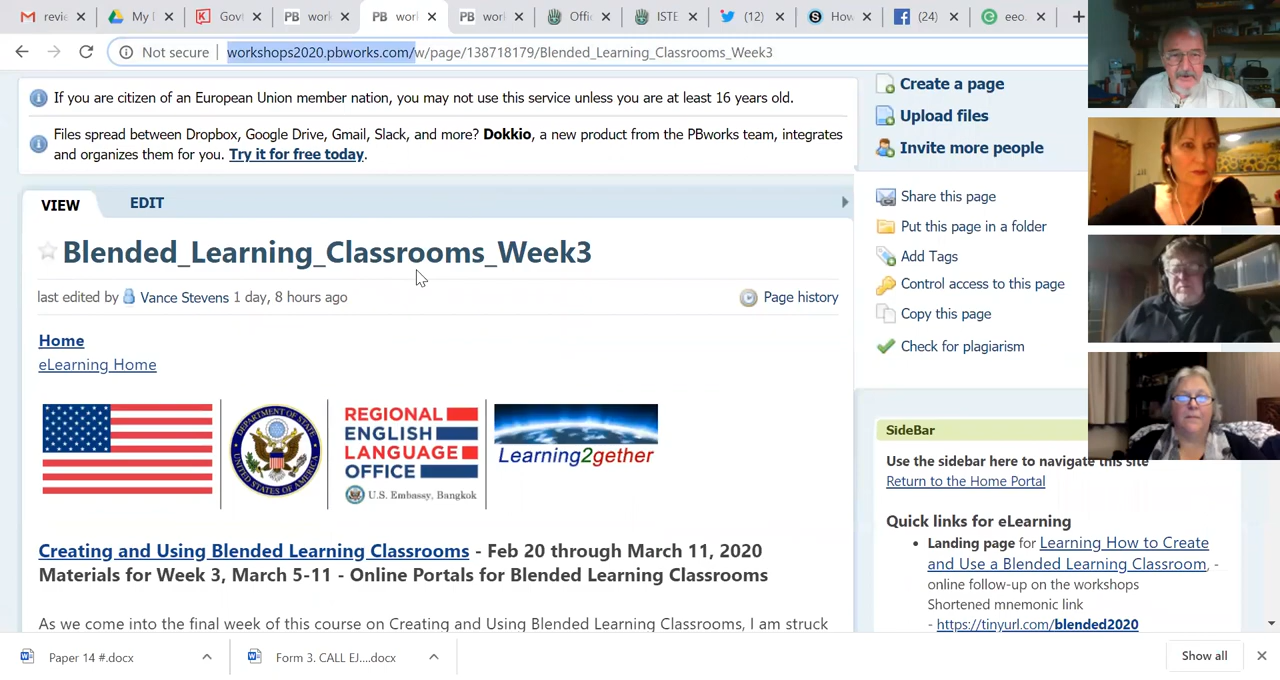 revie
My D
Gov
work
worl
wor
Offi
ISTE
(12)
How
(24)
eeo.
Not secure
workshops2020.pbworks.com/w/page/138718179/Blended_Learning_Classrooms_Week3
If you are citizen of an European Union member nation, you may not use this service unless you are at least 16 years old.
Files spread between Dropbox, Google Drive, Gmail, Slack, and more? Dokkio, a new product from the PBworks team, integrates
and organizes them for you. Try it for free today.
VIEW
EDIT
Blended_Learning_Classrooms_Week3
last edited by Vance Stevens 1 day, 8 hours ago
Page history
Home
eLearning Home
REGIONAL
ENGLISH
LANGUAGE
OFFICE
U.S. Embassy, Bangkok
Learning2gether
Creating and Using Blended Learning Classrooms - Feb 20 through March 11, 2020
Materials for Week 3, March 5-11 - Online Portals for Blended Learning Classrooms
As we come into the final week of this course on Creating and Using Blended Learning Classrooms, I am struck
Create a page
Upload files
Invite more people
Share this page
Put this page in a folder
Add Tags
Control access to this page
Copy this page
Check for plagiarism
SideBar
Use the sidebar here to navigate this site
Return to the Home Portal
Quick links for eLearning
Landing page for Learning How to Create
and Use a Blended Learning Classroom, -
online follow-up on the workshops
Shortened mnemonic link
- https://tinyurl.com/blended2020
Paper 14 #.docx
Form 3. CALL EJ....docx
Show all